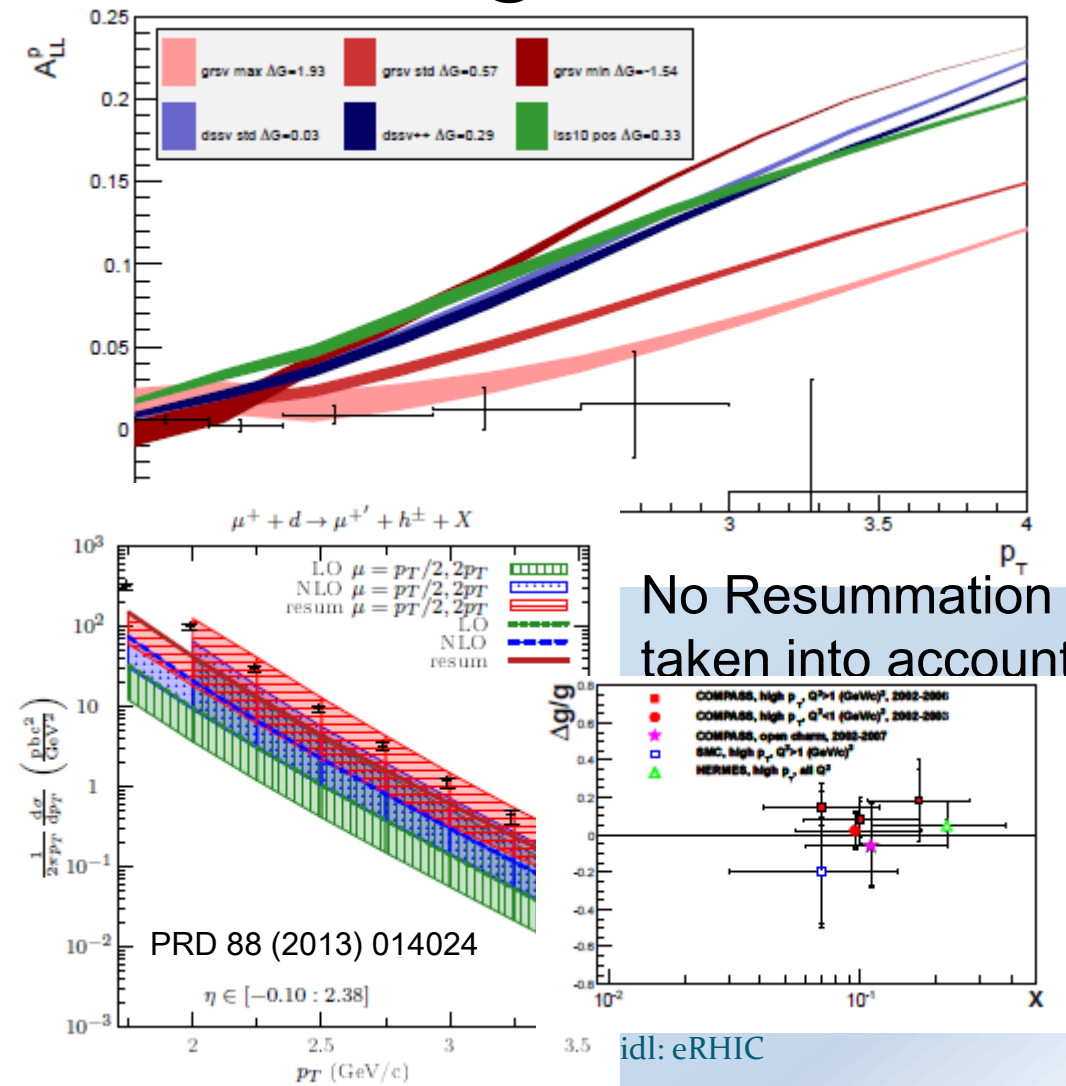 0.25
A_LL^p
grsv max ΔG=1.93 grsv std ΔG=0.57 grsv min ΔG=-1.54
dssv std ΔG=0.03 dssv++ ΔG=0.29 lss10 pos ΔG=0.33
0.2
0.15
0.1
0.05
0
3 3.5 4
p_T
μ⁺ + d → μ⁺′ + h^± + X
10³
LO μ = p_T/2, 2p_T
NLO μ = p_T/2, 2p_T
resum μ = p_T/2, 2p_T
LO
NLO
resum
10²
10
1
10⁻¹
10⁻²
10⁻³
1/(2πp_T) dσ/dp_T (pbc²/GeV²)
PRD 88 (2013) 014024
η ∈ [−0.10 : 2.38]
2 2.5 3 3.5
p_T (GeV/c)
No Resummation
taken into account
Δg/g
0.8
0.6
0.4
0.2
0
-0.2
-0.4
-0.6
-0.8
COMPASS, high p_T, Q²>1 (GeV/c)², 2002-2006
COMPASS, high p_T, Q²<1 (GeV/c)², 2002-2003
COMPASS, open charm, 2002-2007
SMC, high p_T, Q²>1 (GeV/c)²
HERMES, high p_T, all Q²
10⁻² 10⁻¹ X
idl: eRHIC